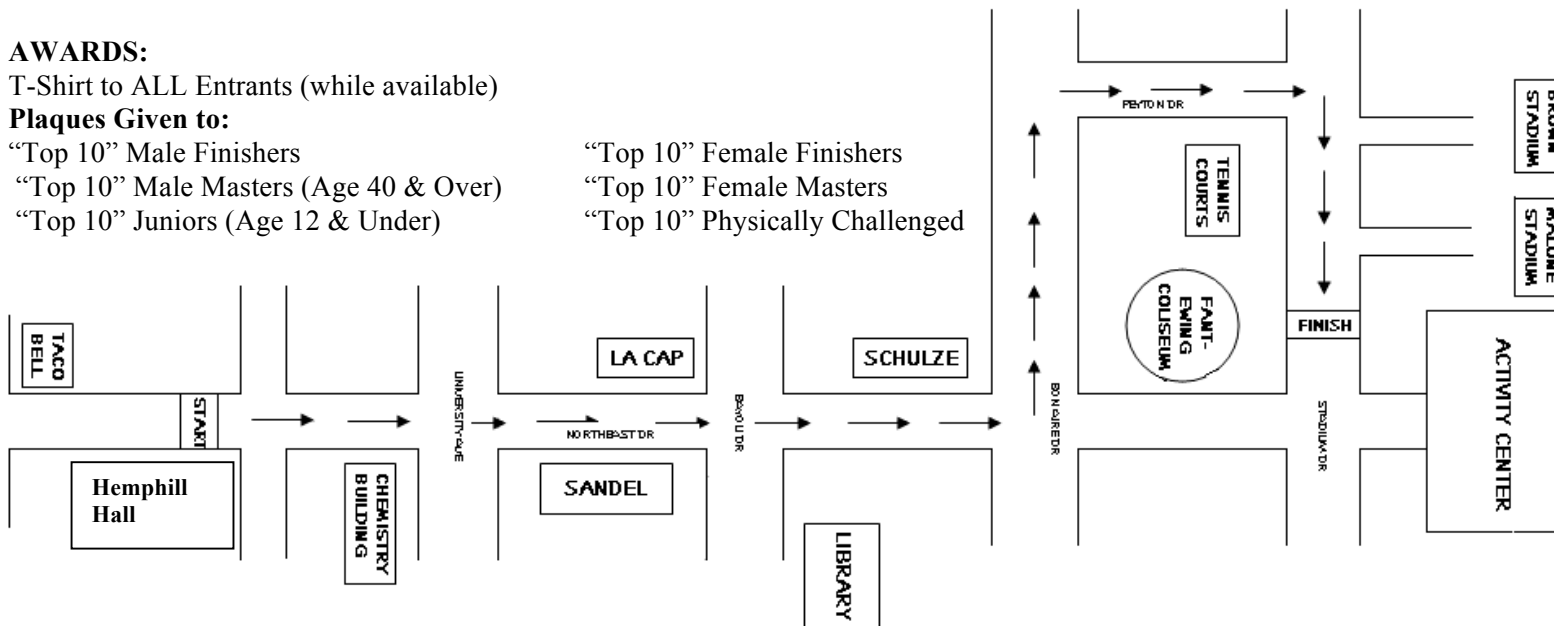 AWARDS:
T-Shirt to ALL Entrants (while available)
Plaques Given to:
“Top 10” Male Finishers
“Top 10” Female Finishers
“Top 10” Male Masters (Age 40 & Over)
“Top 10” Female Masters
“Top 10” Juniors (Age 12 & Under)
“Top 10” Physically Challenged
PEYTON DR
BROWN
STADIUM
TENNIS
COURTS
MALONE
STADIUM
FANT-
EWING
COLISEUM
FINISH
TACO
BELL
LA CAP
SCHULZE
ACTIVITY CENTER
START
UNIVERSITY AVE
NORTHEAST DR
BAYOU DR
BON AIRE DR
STADIUM DR
Hemphill
Hall
CHEMISTRY
BUILDING
SANDEL
LIBRARY